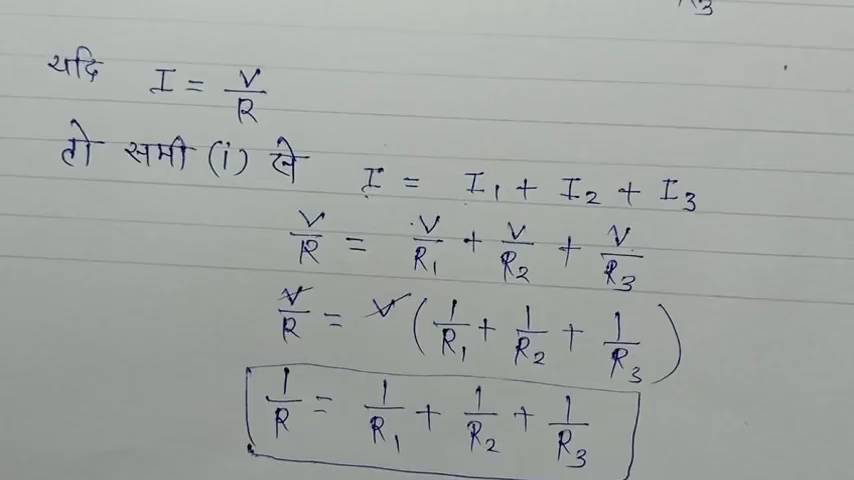 R3
यदि I = V/R
तो समी (i) से I = I1 + I2 + I3
V/R = V/R1 + V/R2 + V/R3
V/R = V (1/R1 + 1/R2 + 1/R3)
1/R = 1/R1 + 1/R2 + 1/R3